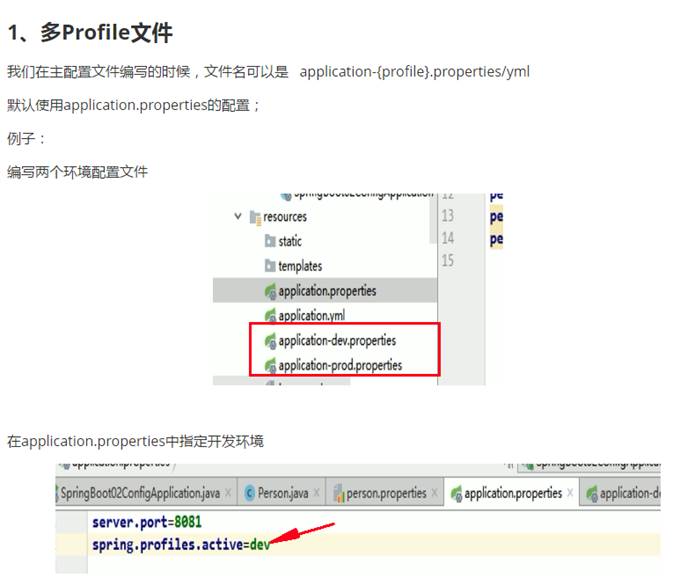 1、多Profile文件
我们在主配置文件编写的时候，文件名可以是 application-{profile}.properties/yml
默认使用application.properties的配置；
例子：
编写两个环境配置文件
SpringBoot02ConfigApplication
resources
static
templates
application.properties
application.yml
application-dev.properties
application-prod.properties
12 pe
13 pe
14 pe
15
在application.properties中指定开发环境
SpringBoot02ConfigApplication.java × Person.java × person.properties × application.properties × application-d
server.port=8081
spring.profiles.active=dev